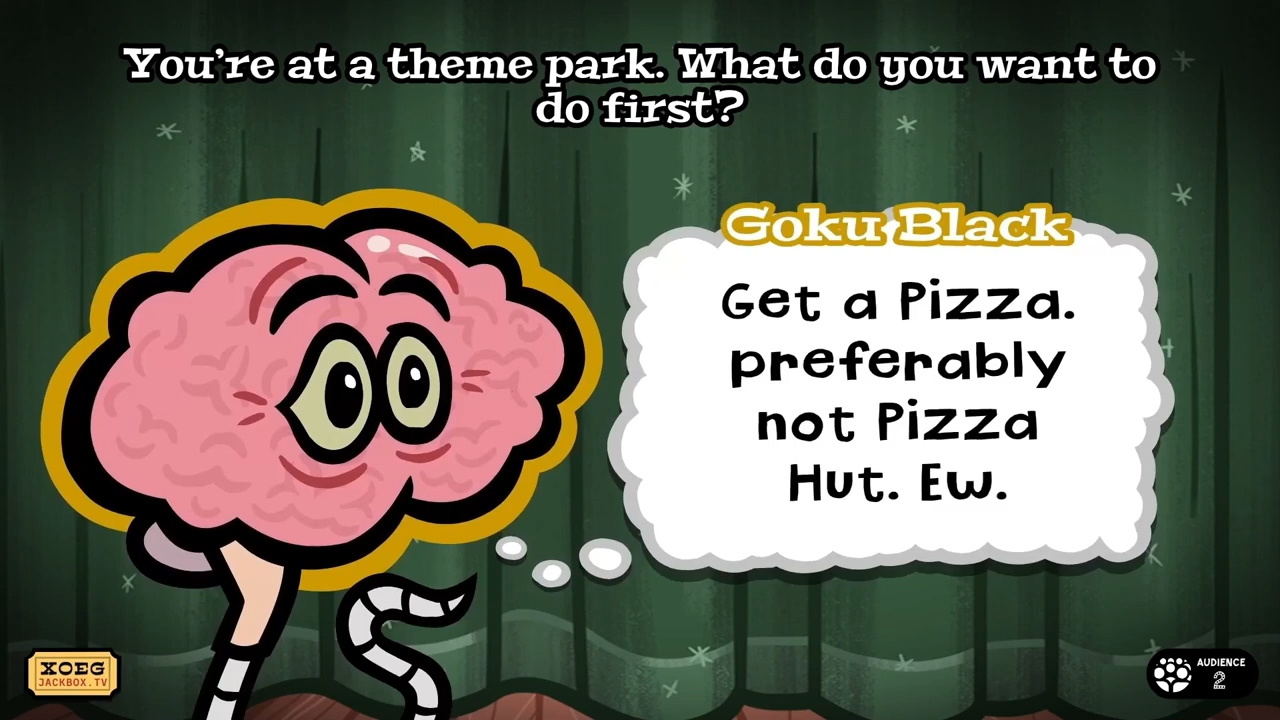 You're at a theme park. What do you want to
do first?
Goku Black
Get a Pizza.
preferably
not Pizza
Hut. Ew.
XOEG
JACKBOX.TV
AUDIENCE
2